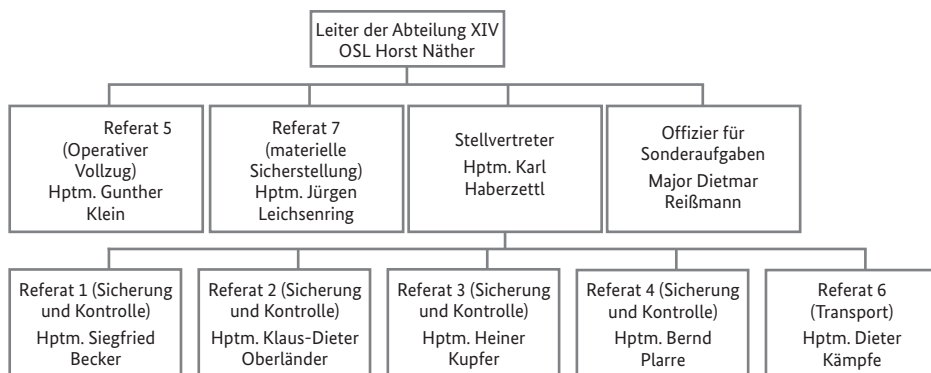 Leiter der Abteilung XIV
OSL Horst Näther
Referat 5
(Operativer
Vollzug)
Hptm. Gunther
Klein
Referat 7
(materielle
Sicherstellung)
Hptm. Jürgen
Leichsenring
Stellvertreter
Hptm. Karl
Haberzettl
Offizier für
Sonderaufgaben
Major Dietmar
Reißmann
Referat 1 (Sicherung
und Kontrolle)
Hptm. Siegfried
Becker
Referat 2 (Sicherung
und Kontrolle)
Hptm. Klaus-Dieter
Oberländer
Referat 3 (Sicherung
und Kontrolle)
Hptm. Heiner
Kupfer
Referat 4 (Sicherung
und Kontrolle)
Hptm. Bernd
Plarre
Referat 6
(Transport)
Hptm. Dieter
Kämpfe